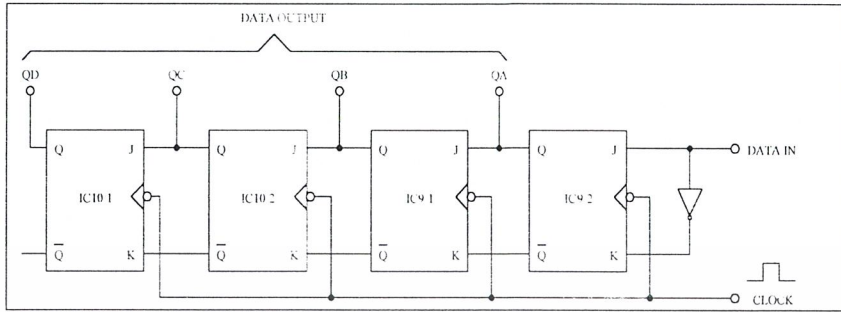 DATA OUTPUT
QD QC QB QA
Q J Q J Q J Q J DATA IN
IC10-1 IC10-2 IC9-1 IC9-2
Q̅ K Q̅ K Q̅ K Q̅ K
CLOCK